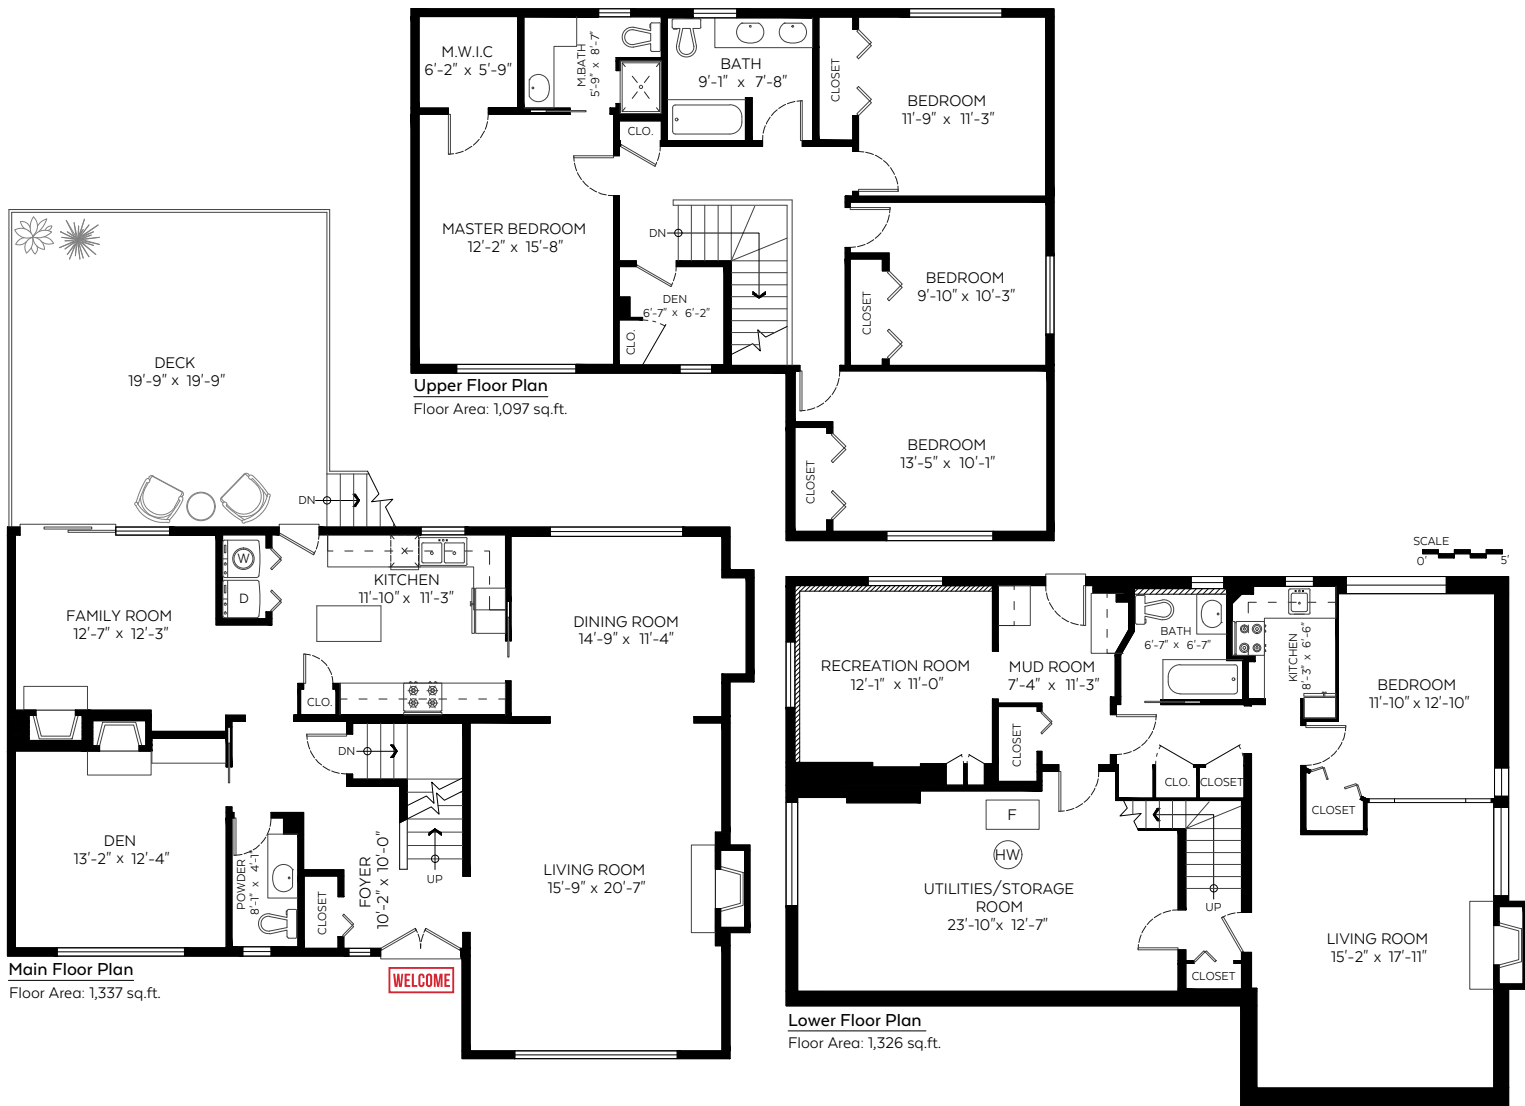 M.W.I.C
6'-2" x 5'-9"
M.BATH
5'-9" x 8'-7"
BATH
9'-1" x 7'-8"
CLOSET
BEDROOM
11'-9" x 11'-3"
CLO.
MASTER BEDROOM
12'-2" x 15'-8"
DN
DEN
6'-7" x 6'-2"
CLO.
BEDROOM
9'-10" x 10'-3"
CLOSET
BEDROOM
13'-5" x 10'-1"
CLOSET
Upper Floor Plan
Floor Area: 1,097 sq.ft.
DECK
19'-9" x 19'-9"
DN
W
D
KITCHEN
11'-10" x 11'-3"
FAMILY ROOM
12'-7" x 12'-3"
DINING ROOM
14'-9" x 11'-4"
CLO.
DN
DEN
13'-2" x 12'-4"
POWDER
8'-1" x 4'-1"
CLOSET
FOYER
10'-2" x 10'-0"
UP
LIVING ROOM
15'-9" x 20'-7"
WELCOME
Main Floor Plan
Floor Area: 1,337 sq.ft.
SCALE
0'
5'
RECREATION ROOM
12'-1" x 11'-0"
MUD ROOM
7'-4" x 11'-3"
BATH
6'-7" x 6'-7"
KITCHEN
8'-3" x 6'-6"
BEDROOM
11'-10" x 12'-10"
CLOSET
CLO.
CLOSET
CLOSET
F
HW
UTILITIES/STORAGE
ROOM
23'-10"x 12'-7"
UP
CLOSET
LIVING ROOM
15'-2" x 17'-11"
Lower Floor Plan
Floor Area: 1,326 sq.ft.